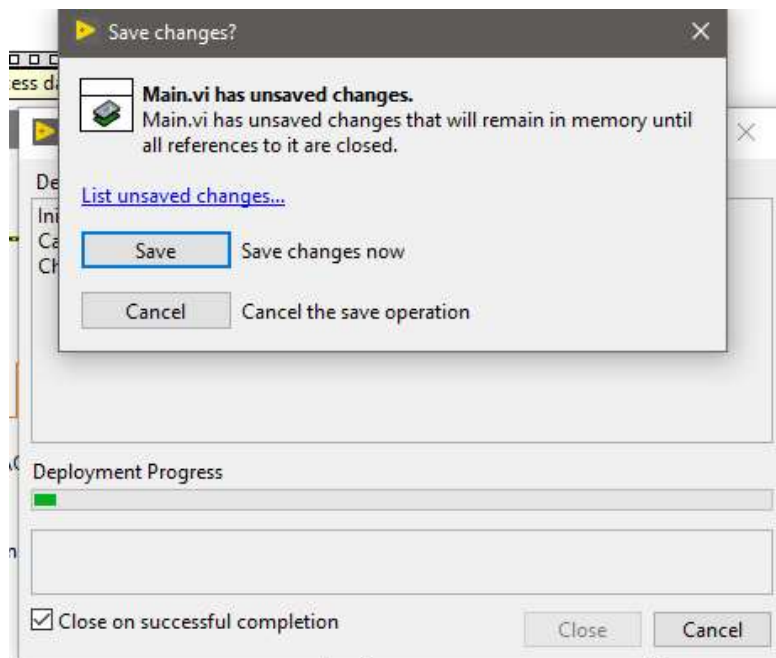 Save changes?
Main.vi has unsaved changes.
Main.vi has unsaved changes that will remain in memory until
all references to it are closed.
List unsaved changes...
Save Save changes now
Cancel Cancel the save operation
Deployment Progress
Close on successful completion
Close Cancel